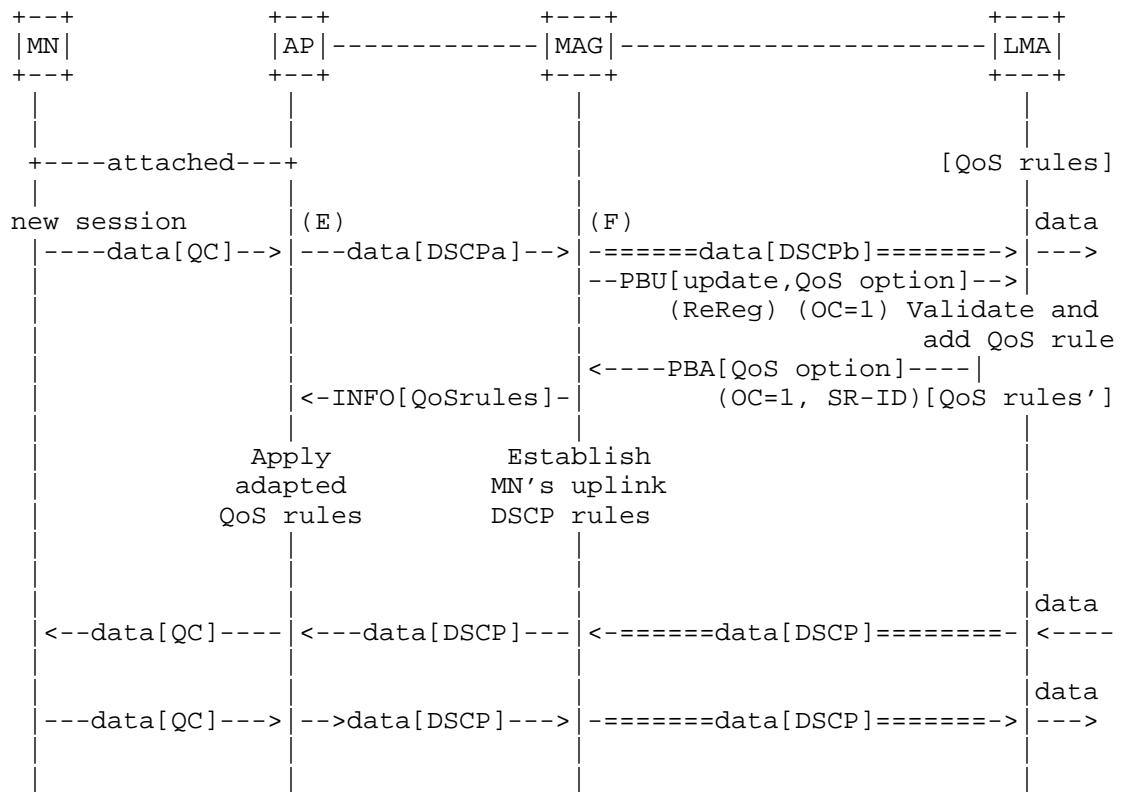 +--+              +--+             +---+                       +---+
|MN|              |AP|-------------|MAG|-----------------------|LMA|
+--+              +--+             +---+                       +---+
 +----attached---+                 |                     [QoS rules]
new session      |(E)              |(F)                        |data
|----data[QC]-->|---data[DSCPa]-->|-======data[DSCPb]=======->|--->
|--PBU[update,QoS option]-->|
(ReReg) (OC=1) Validate and
add QoS rule
|<----PBA[QoS option]----|
|<-INFO[QoSrules]-|        (OC=1, SR-ID)[QoS rules']
Apply           Establish
adapted         MN's uplink
QoS rules       DSCP rules
|data
|<--data[QC]----|<---data[DSCP]---|<-======data[DSCP]========-|<----
|data
|---data[QC]--->|-->data[DSCP]--->|-=======data[DSCP]=======->|--->